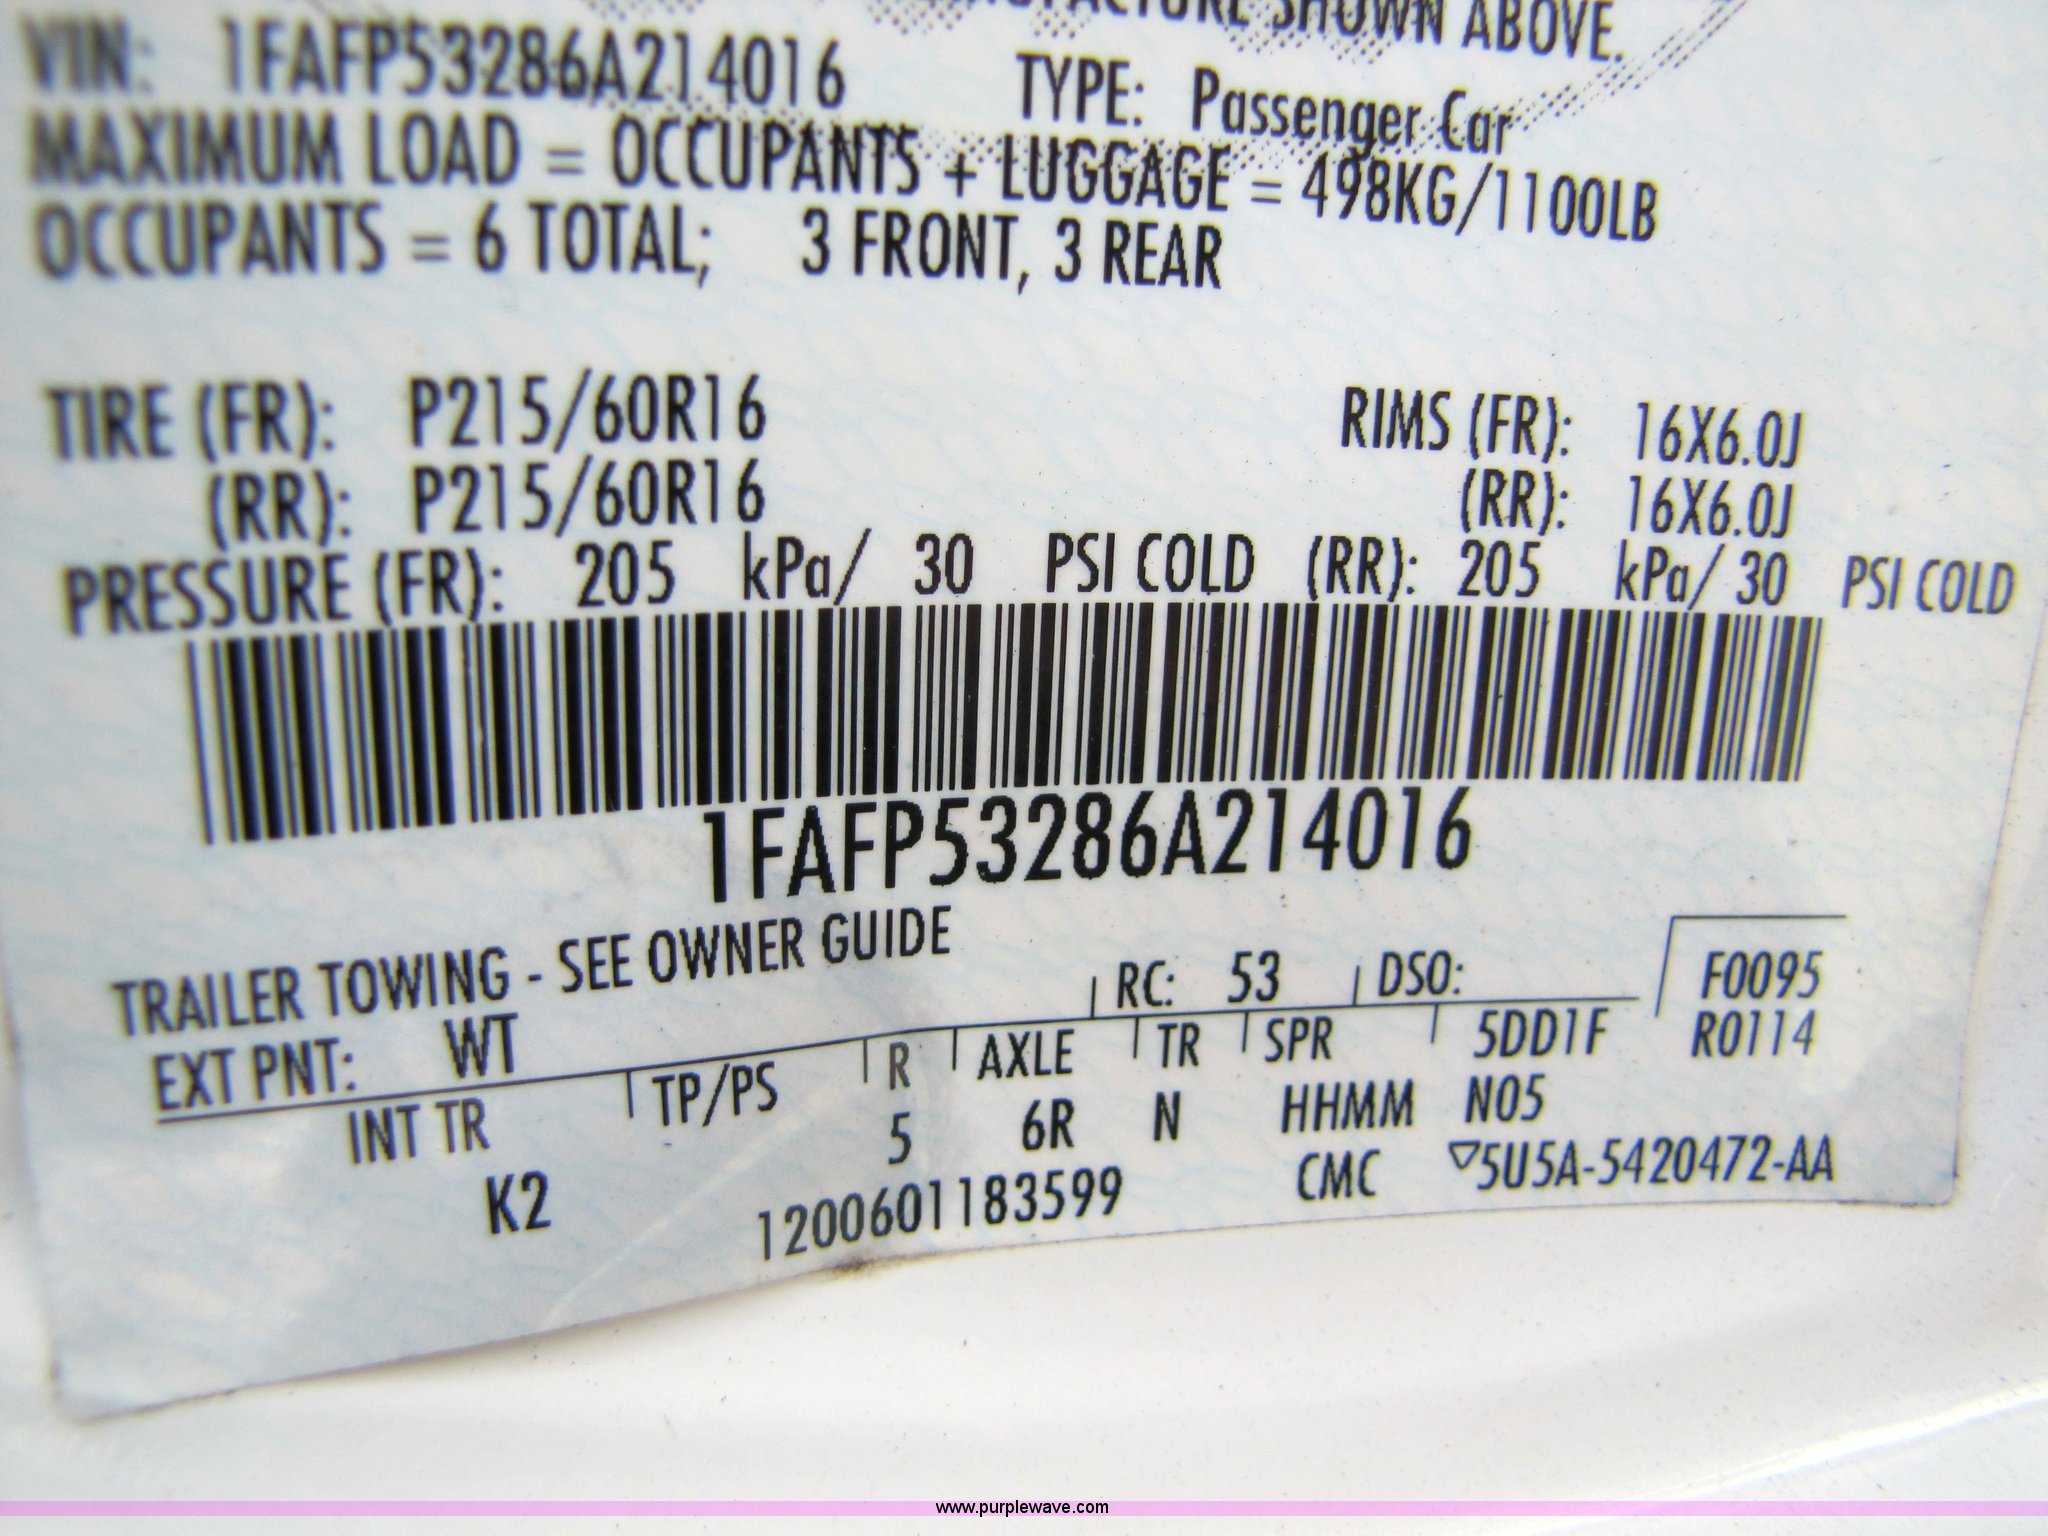 SHOWN ABOVE.
VIN: 1FAFP53286A214016 TYPE: Passenger Car
MAXIMUM LOAD = OCCUPANTS + LUGGAGE = 498KG/1100LB
OCCUPANTS = 6 TOTAL; 3 FRONT, 3 REAR
TIRE (FR): P215/60R16 RIMS (FR): 16X6.0J
(RR): P215/60R16 (RR): 16X6.0J
PRESSURE (FR): 205 kPa/ 30 PSI COLD (RR): 205 kPa/ 30 PSI COLD
1FAFP53286A214016
TRAILER TOWING - SEE OWNER GUIDE
RC: 53 DSO: F0095
EXT PNT: WT R AXLE TR SPR 5DD1F R0114
INT TR TP/PS 5 6R N HHMM N05
K2 1200601183599 CMC ▽5U5A-5420472-AA
www.purplewave.com